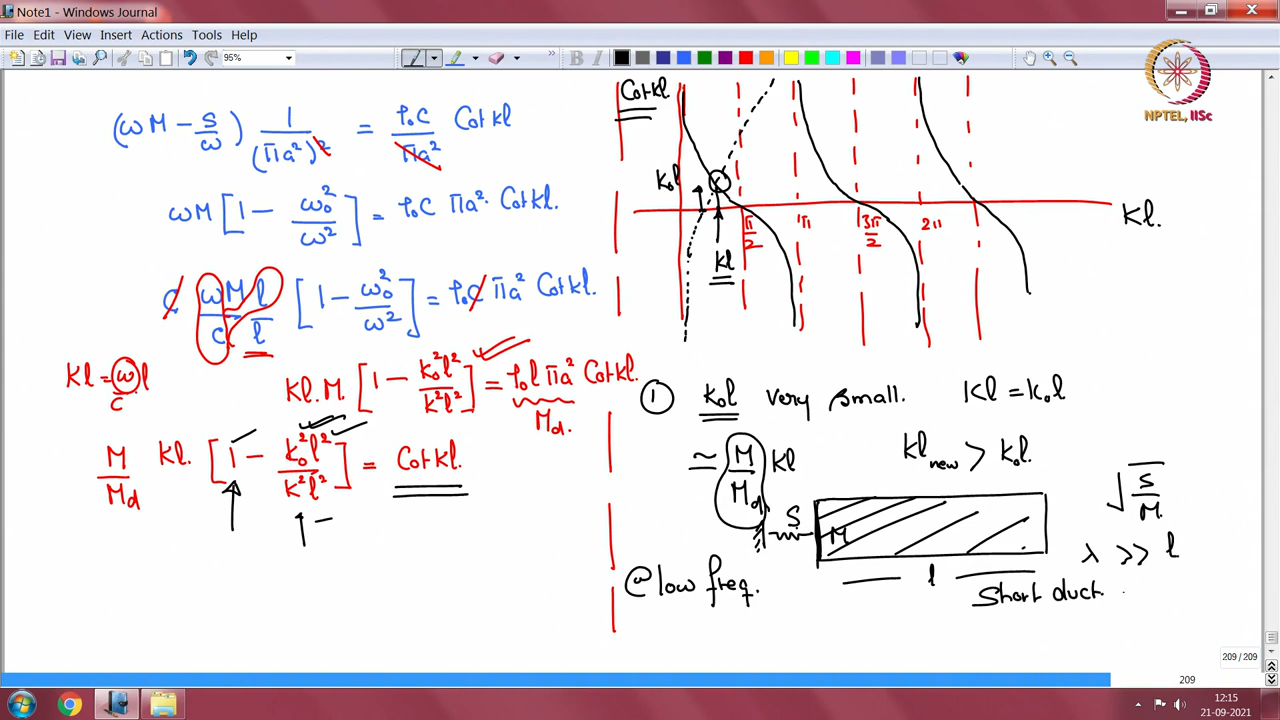 Note1 - Windows Journal
File Edit View Insert Actions Tools Help
95%
B I
NPTEL, IISc
(ωM - s/ω) 1/(πa²)² = ρ₀c/πa² Cot kl
ωM [1 - ω₀²/ω²] = ρ₀c πa² Cot kl.
c ω/c M l/l [1 - ω₀²/ω²] = ρ₀c πa² Cot kl.
kl = ω/c l
kl. M. [1 - k₀²l²/k²l²] = ρ₀l πa² Cot kl.
Md.
M/Md kl. [1 - k₀²l²/k²l²] = Cot kl.
Cot kl
k₀l
kl
π/2 π 3π/2 2π
kl.
① k₀l very small. kl = k₀l
≈ M/Md kl
kl new > k₀l.
√s/M.
S M
λ >> l
l
@ low freq.
Short duct.
209 / 209
209
12:15
21-09-2021